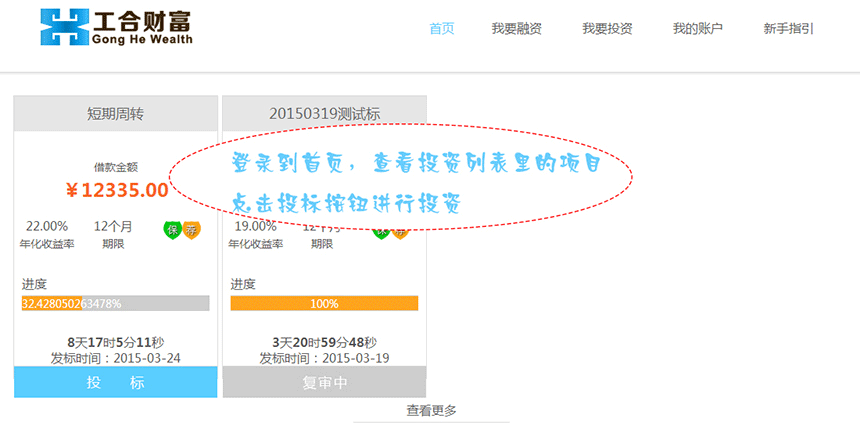 工合财富
Gong He Wealth
首页 我要融资 我要投资 我的账户 新手指引
短期周转
借款金额
￥12335.00
22.00% 12个月
年化收益率 期限
保 荐
进度
32.428050263478%
8天17时5分11秒
发标时间：2015-03-24
投 标
20150319测试标
登录到首页，查看投资列表里的项目
点击投标按钮进行投资
19.00%
年化收益率 期限
进度
100%
3天20时59分48秒
发标时间：2015-03-19
复审中
查看更多